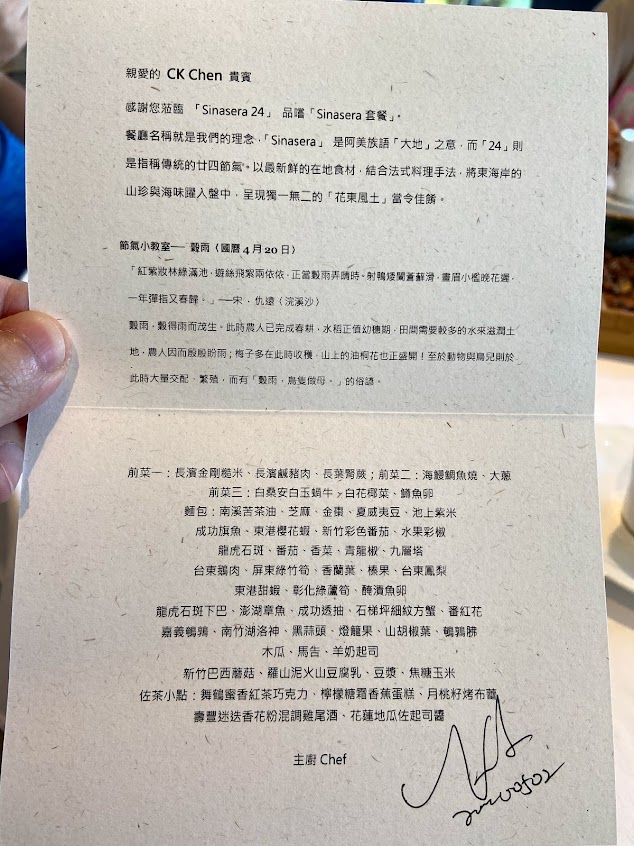 親愛的 CK Chen 貴賓
感謝您蒞臨 「Sinasera 24」 品嚐「Sinasera 套餐」。
餐廳名稱就是我們的理念，「Sinasera」 是阿美族語「大地」之意，而「24」則
是指稱傳統的廿四節氣。以最新鮮的在地食材，結合法式料理手法，將東海岸的
山珍與海味躍入盤中，呈現獨一無二的「花東風土」當令佳餚。
節氣小教室── 穀雨（國曆 4 月 20 日）
「紅紫妝林綠滿池，遊絲飛絮兩依依，正當穀雨弄晴時。射鴨矮闌蒼蘚滑，畫眉小檻晚花遲，
一年彈指又春歸。」──宋．仇遠〈浣溪沙〉
穀雨，穀得雨而茂生。此時農人已完成春耕，水稻正值幼穗期，田間需要較多的水來滋潤土
地，農人因而殷殷盼雨；梅子多在此時收穫，山上的油桐花也正盛開！至於動物與鳥兒則於
此時大量交配、繁殖，而有「穀雨，鳥隻做母。」的俗諺。
前菜一：長濱金剛糙米、長濱鹹豬肉、長葉腎蕨；前菜二：海鰻鯛魚燒、大蔥
前菜三：白桑安白玉蝸牛、白花椰菜、鱒魚卵
麵包：南溪苦茶油、芝麻、金棗、夏威夷豆、池上紫米
成功旗魚、東港櫻花蝦、新竹彩色番茄、水果彩椒
龍虎石斑、番茄、香菜、青龍椒、九層塔
台東鵝肉、屏東綠竹筍、香蘭葉、榛果、台東鳳梨
東港甜蝦、彰化綠蘆筍、醃漬魚卵
龍虎石斑下巴、澎湖章魚、成功透抽、石梯坪細紋方蟹、番紅花
嘉義鵪鶉、南竹湖洛神、黑蒜頭、燈籠果、山胡椒葉、鵪鶉胇
木瓜、馬告、羊奶起司
新竹巴西蘑菇、羅山泥火山豆腐乳、豆漿、焦糖玉米
佐茶小點：舞鶴蜜香紅茶巧克力、檸檬糖霜香蕉蛋糕、月桃籽烤布蕾
壽豐迷迭香花粉混調雞尾酒、花蓮地瓜佐起司醬
主廚 Chef